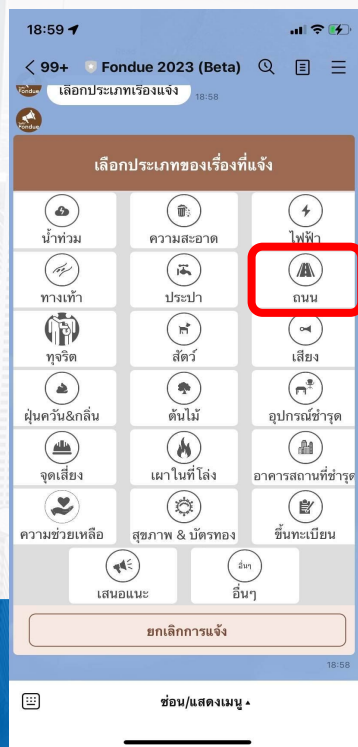 18:59
99+ Fondue 2023 (Beta)
Fondue เลือกประเภทเรื่องแจ้ง
18:58
Fondue
เลือกประเภทของเรื่องที่แจ้ง
น้ำท่วม ความสะอาด ไฟฟ้า
ทางเท้า ประปา ถนน
ทุจริต สัตว์ เสียง
ฝุ่นควัน&กลิ่น ต้นไม้ อุปกรณ์ชำรุด
จุดเสี่ยง เผาในที่โล่ง อาคารสถานที่ชำรุด
ความช่วยเหลือ สุขภาพ & บัตรทอง ขึ้นทะเบียน
อื่นๆ
เสนอแนะ อื่นๆ
ยกเลิกการแจ้ง
18:58
ซ่อน/แสดงเมนู